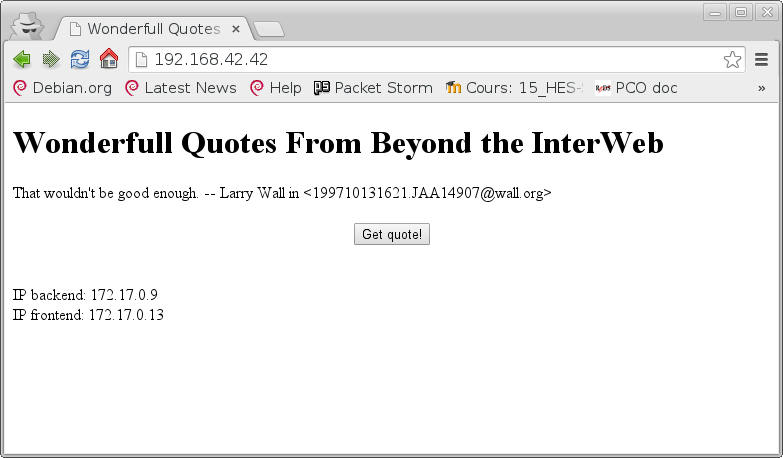 Wonderfull Quotes
192.168.42.42
Debian.org Latest News Help Packet Storm Cours: 15_HES- PCO doc »
Wonderfull Quotes From Beyond the InterWeb
That wouldn't be good enough. -- Larry Wall in <199710131621.JAA14907@wall.org>
Get quote!
IP backend: 172.17.0.9
IP frontend: 172.17.0.13